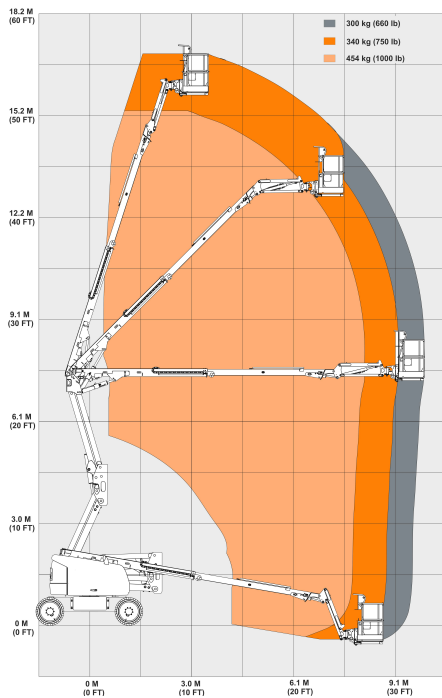 18.2 M
(60 FT)
300 kg (660 lb)
340 kg (750 lb)
454 kg (1000 lb)
15.2 M
(50 FT)
12.2 M
(40 FT)
9.1 M
(30 FT)
6.1 M
(20 FT)
3.0 M
(10 FT)
0 M
(0 FT)
0 M
(0 FT)
3.0 M
(10 FT)
6.1 M
(20 FT)
9.1 M
(30 FT)